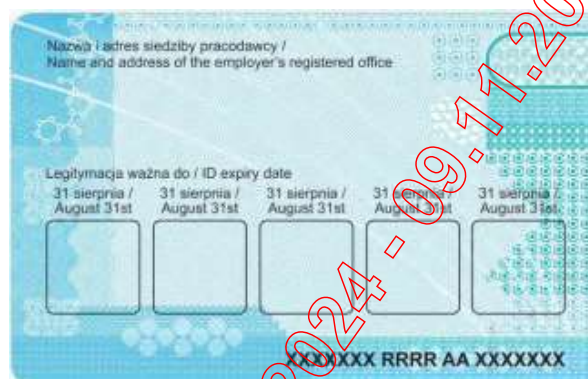 Nazwa i adres siedziby pracodawcy /
Name and address of the employer's registered office
Legitymacja ważna do / ID expiry date
31 sierpnia / 31 sierpnia / 31 sierpnia / 31 sierpnia / 31 sierpnia /
August 31st August 31st August 31st August 31st August 31st
XXXXXXX RRRR AA XXXXXXX
2024 - 09.11.20